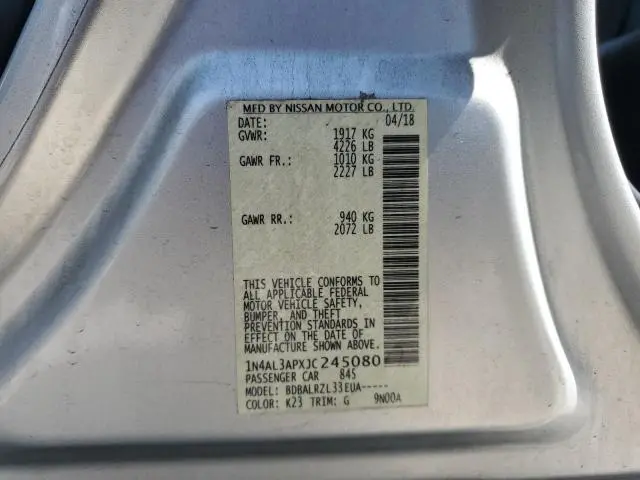 MFD BY NISSAN MOTOR CO., LTD.
DATE: 04/18
GVWR: 1917 KG
4226 LB
GAWR FR.: 1010 KG
2227 LB
GAWR RR.: 940 KG
2072 LB
THIS VEHICLE CONFORMS TO
ALL APPLICABLE FEDERAL
MOTOR VEHICLE SAFETY,
BUMPER, AND THEFT
PREVENTION STANDARDS IN
EFFECT ON THE DATE OF
MANUFACTURE SHOWN ABOVE.
1N4AL3APXJC245080
PASSENGER CAR 845
MODEL: BDBALRZL33EUA-----
COLOR: K23 TRIM: G 9N00A